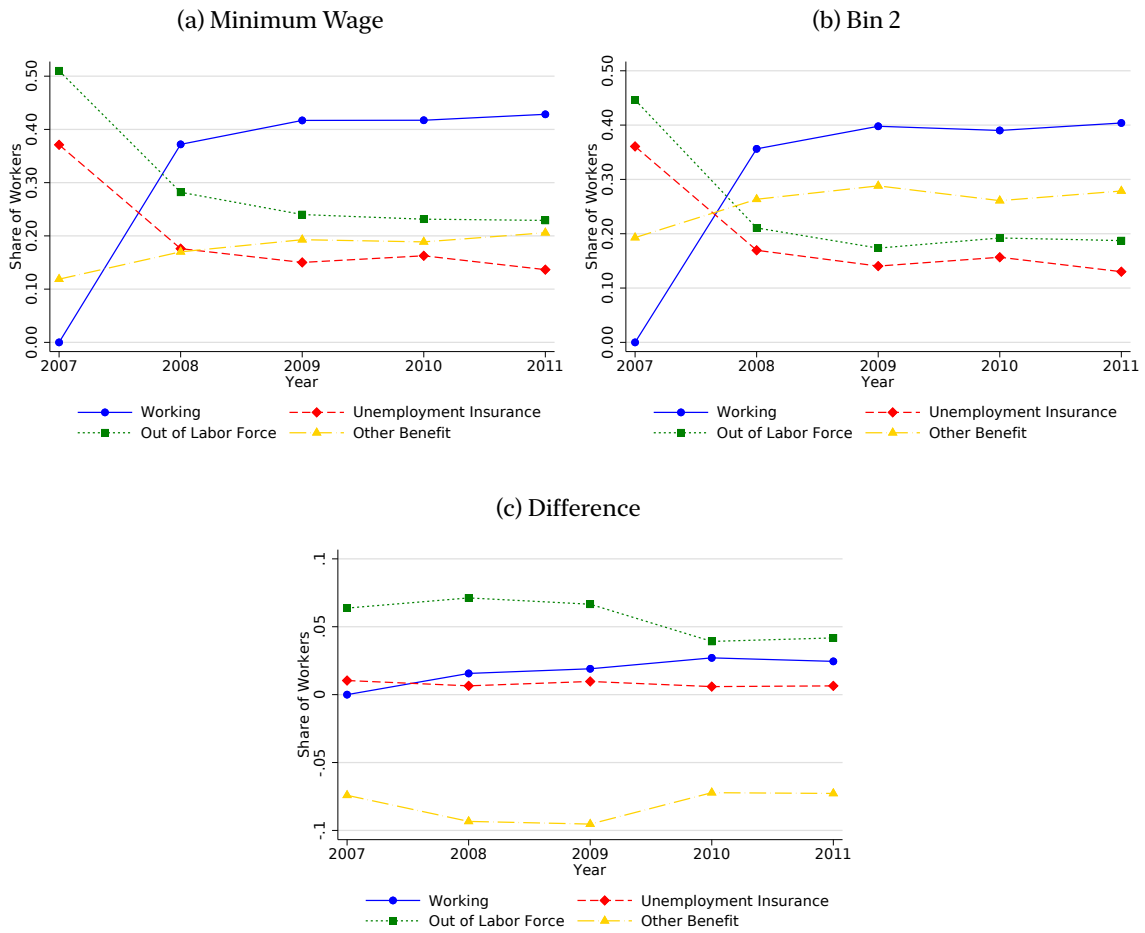 (a) Minimum Wage
0.50
0.40
0.30
0.20
0.10
0.00
Share of Workers
2007 2008 2009 2010 2011
Year
Working Unemployment Insurance
Out of Labor Force Other Benefit
(b) Bin 2
0.50
0.40
0.30
0.20
0.10
0.00
Share of Workers
2007 2008 2009 2010 2011
Year
Working Unemployment Insurance
Out of Labor Force Other Benefit
(c) Difference
.1
.05
0
-.05
-.1
Share of Workers
2007 2008 2009 2010 2011
Year
Working Unemployment Insurance
Out of Labor Force Other Benefit